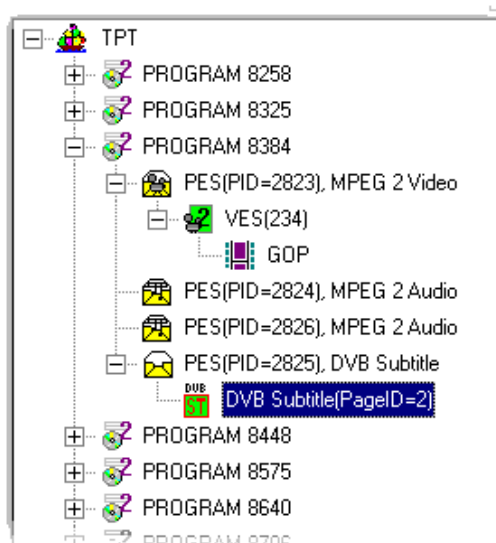 TPT
PROGRAM 8258
PROGRAM 8325
PROGRAM 8384
PES(PID=2823), MPEG 2 Video
VES(234)
GOP
PES(PID=2824), MPEG 2 Audio
PES(PID=2826), MPEG 2 Audio
PES(PID=2825), DVB Subtitle
DVB Subtitle(PageID=2)
PROGRAM 8448
PROGRAM 8575
PROGRAM 8640
PROGRAM